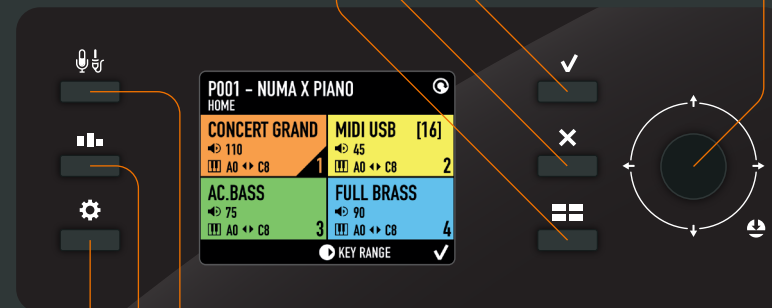 P001 - NUMA X PIANO
HOME
CONCERT GRAND
110
A0 C8 1
MIDI USB [16]
45
A0 C8 2
AC.BASS
75
A0 C8 3
FULL BRASS
90
A0 C8 4
KEY RANGE